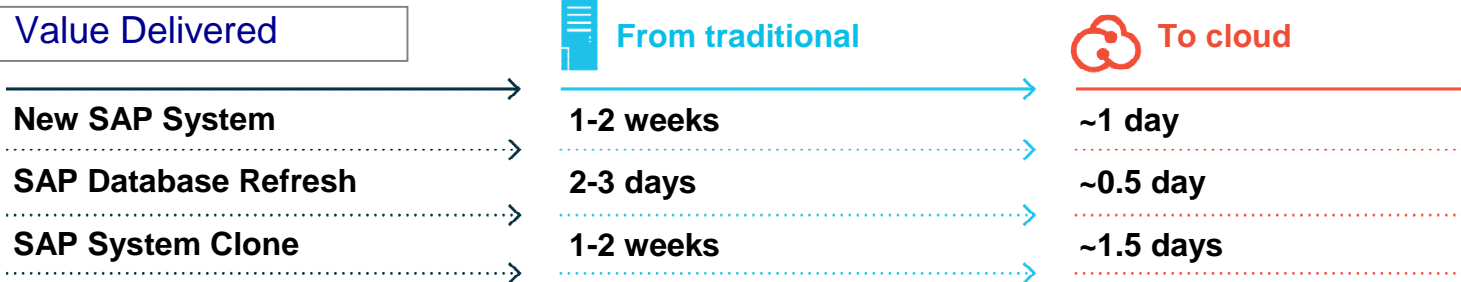 Value Delivered From traditional To cloud
New SAP System 1-2 weeks ~1 day
SAP Database Refresh 2-3 days ~0.5 day
SAP System Clone 1-2 weeks ~1.5 days